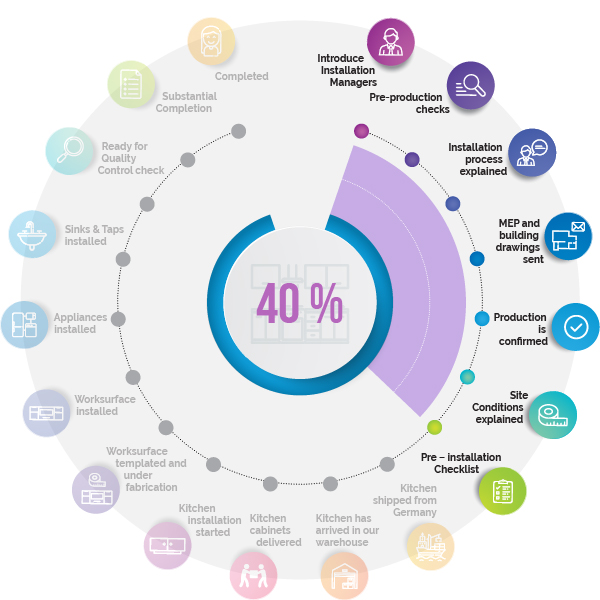 Introduce
Installation
Managers
Pre-production
checks
Installation
process
explained
MEP and
building
drawings
sent
Production
is
confirmed
Site
Conditions
explained
Pre – installation
Checklist
Kitchen
shipped from
Germany
Kitchen has
arrived in our
warehouse
Kitchen
cabinets
delivered
Kitchen
installation
started
Worksurface
templated and
under
fabrication
Worksurface
installed
Appliances
installed
Sinks & Taps
installed
Ready for
Quality
Control check
Substantial
Completion
Completed
40 %